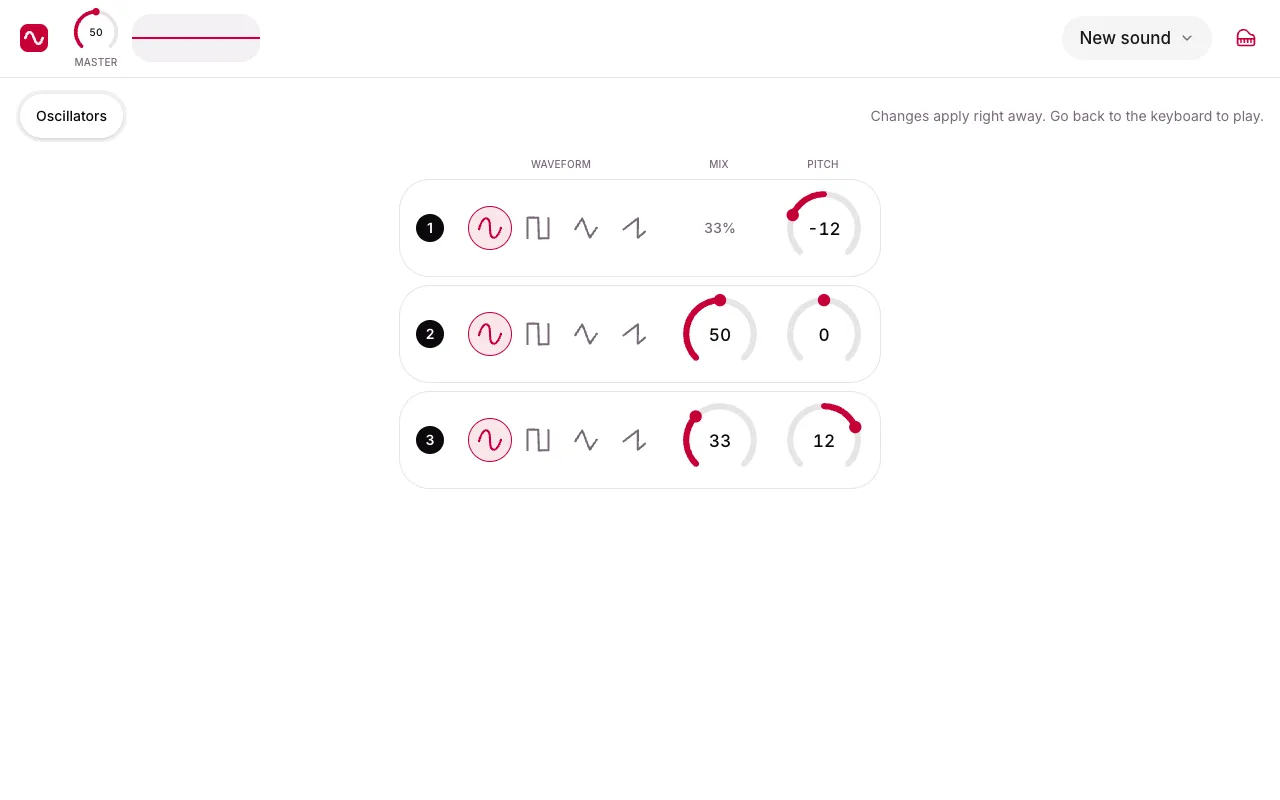 50
MASTER
New sound
Oscillators
Changes apply right away. Go back to the keyboard to play.
WAVEFORM MIX PITCH
1 33% -12
2 50 0
3 33 12